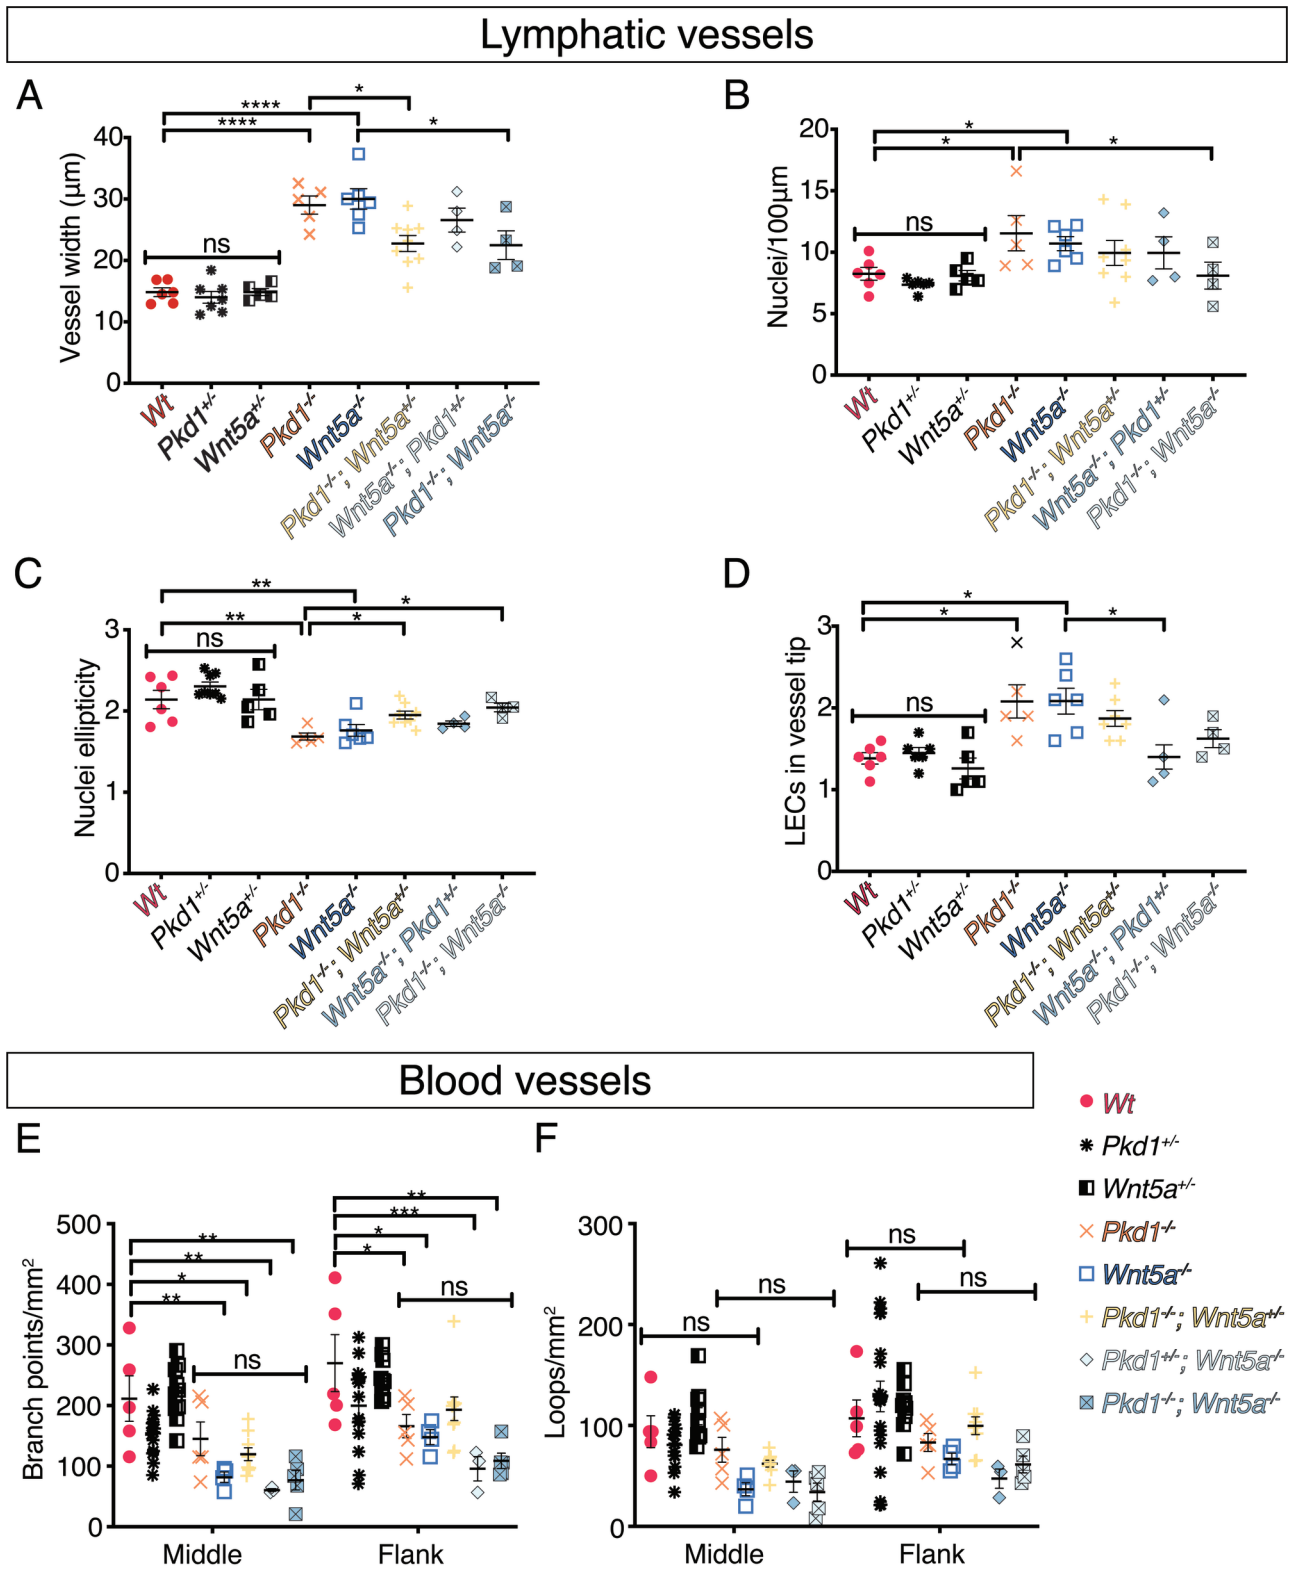 Lymphatic vessels
A
Vessel width (µm)
40
30
20
10
0
****
****
*
*
ns
Wt
Pkd1+/-
Wnt5a+/-
Pkd1-/-
Wnt5a-/-
Pkd1-/-; Wnt5a+/-
Wnt5a-/-; Pkd1+/-
Pkd1-/-; Wnt5a-/-
B
Nuclei/100µm
20
15
10
5
0
*
*
*
ns
Wt
Pkd1+/-
Wnt5a+/-
Pkd1-/-
Wnt5a-/-
Pkd1-/-; Wnt5a+/-
Wnt5a-/-; Pkd1+/-
Pkd1-/-; Wnt5a-/-
C
Nuclei ellipticity
3
2
1
0
**
**
*
*
ns
Wt
Pkd1+/-
Wnt5a+/-
Pkd1-/-
Wnt5a-/-
Pkd1-/-; Wnt5a+/-
Wnt5a-/-; Pkd1+/-
Pkd1-/-; Wnt5a-/-
D
LECs in vessel tip
3
2
1
0
*
*
*
ns
Wt
Pkd1+/-
Wnt5a+/-
Pkd1-/-
Wnt5a-/-
Pkd1-/-; Wnt5a+/-
Wnt5a-/-; Pkd1+/-
Pkd1-/-; Wnt5a-/-
Blood vessels
E
Branch points/mm2
500
400
300
200
100
0
**
**
*
**
ns
**
***
*
*
ns
Middle
Flank
F
Loops/mm2
300
200
100
0
ns
ns
ns
ns
Middle
Flank
Wt
Pkd1+/-
Wnt5a+/-
Pkd1-/-
Wnt5a-/-
Pkd1-/-; Wnt5a+/-
Pkd1+/-; Wnt5a-/-
Pkd1-/-; Wnt5a-/-